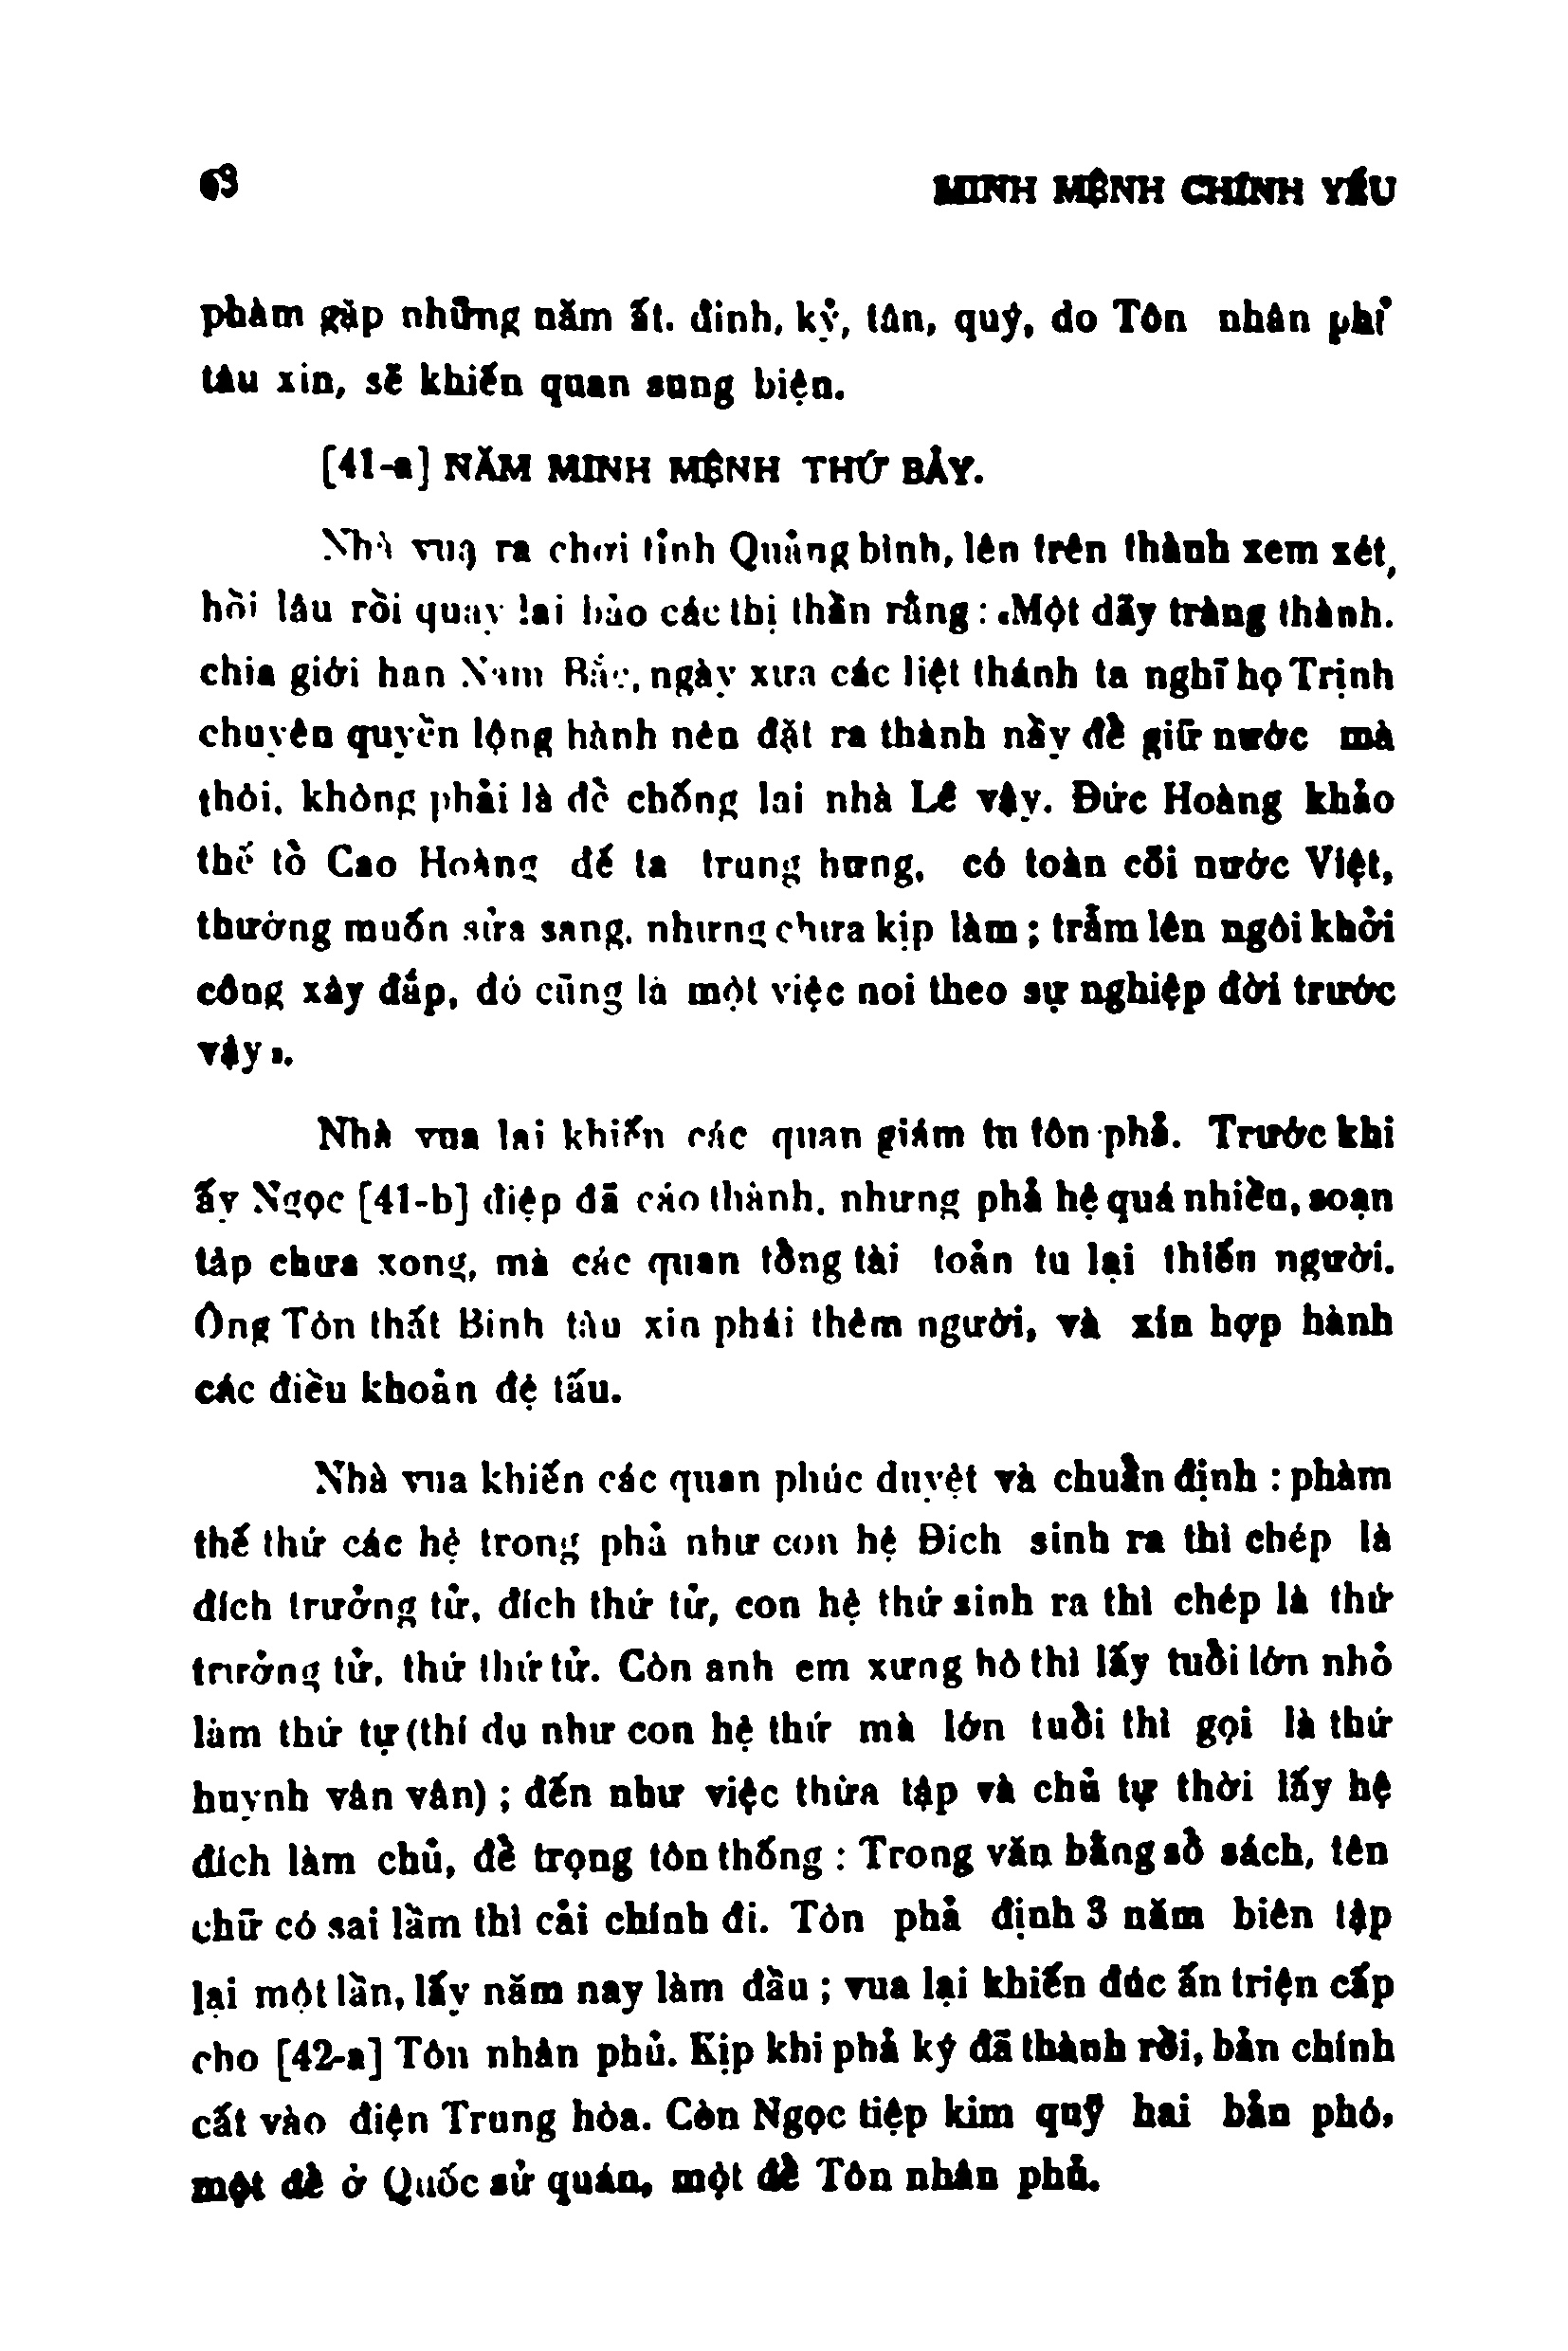 63 MINH MỆNH CHÍNH YẾU
phàm gặp những năm ất. đinh, kỷ, tân, quý, do Tôn nhân phỉ
tâu xin, sẽ khiến quan sung biện.
[41-a] NĂM MINH MỆNH THỨ BẢY.
Nhà vua ra chơi tỉnh Quảng bình, lên trên thành xem xét,
hồi lâu rồi quay lại bảo các thị thần rằng : «Một dãy tràng thành.
chia giới hạn Nam Bắc, ngày xưa các liệt thánh ta nghĩ họ Trịnh
chuyên quyền lộng hành nên đặt ra thành nầy để giữ nước mà
thôi, không phải là để chống lại nhà Lê vậy. Đức Hoàng khảo
thế tổ Cao Hoàng đế ta trung hưng, có toàn cõi nước Việt,
thường muốn sửa sang, nhưng chưa kịp làm ; trẫm lên ngôi khởi
công xây đắp, đó cũng là một việc noi theo sự nghiệp đời trước
vậy».
Nhà vua lại khiến các quan giám tu tôn phả. Trước khi
ấy Ngọc [41-b] điệp đã cáo thành, nhưng phả hệ quá nhiều, soạn
tập chưa xong, mà các quan tổng tài toản tu lại thiếu người.
Ông Tôn thất Bình tâu xin phái thêm người, và xin hợp hành
các điều khoản đệ tấu.
Nhà vua khiến các quan phúc duyệt và chuẩn định : phàm
thế thứ các hệ trong phả như con hệ Đích sinh ra thì chép là
đích trưởng tử, đích thứ tử, con hệ thứ sinh ra thì chép là thứ
trưởng tử, thứ thứ tử. Còn anh em xưng hô thì lấy tuổi lớn nhỏ
làm thứ tự (thí dụ như con hệ thứ mà lớn tuổi thì gọi là thứ
huynh vân vân) ; đến như việc thừa tập và chủ tự thời lấy hệ
đích làm chủ, để trọng tôn thống : Trong văn bằng sổ sách, tên
chữ có sai lầm thì cải chính đi. Tôn phả định 3 năm biên tập
lại một lần, lấy năm nay làm đầu ; vua lại khiến đúc ấn triện cấp
cho [42-a] Tôn nhân phủ. Kịp khi phả ký đã thành rồi, bản chính
cất vào điện Trung hòa. Còn Ngọc tiệp kim quỹ hai bản phó,
một để ở Quốc sử quán, một để Tôn nhân phủ.